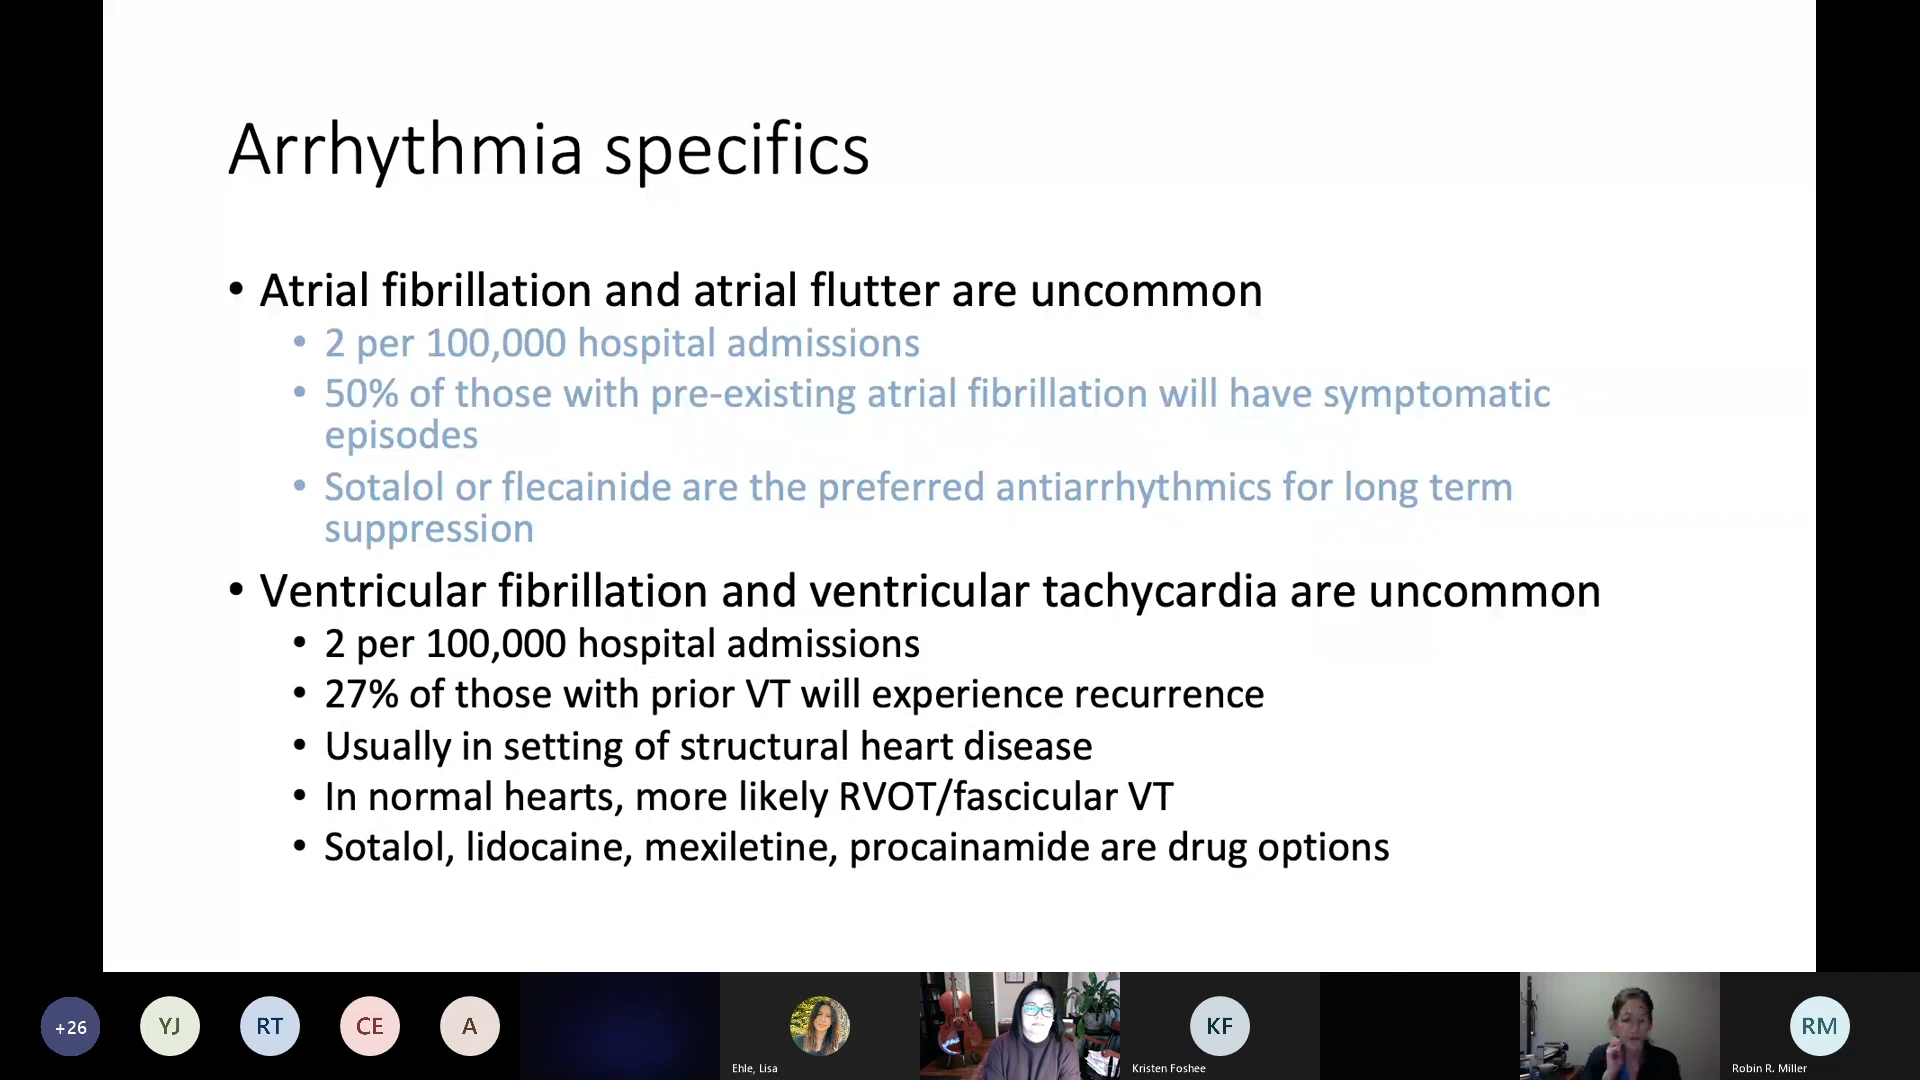 Arrhythmia specifics
• Atrial fibrillation and atrial flutter are uncommon
• 2 per 100,000 hospital admissions
• 50% of those with pre-existing atrial fibrillation will have symptomatic
episodes
• Sotalol or flecainide are the preferred antiarrhythmics for long term
suppression
• Ventricular fibrillation and ventricular tachycardia are uncommon
• 2 per 100,000 hospital admissions
• 27% of those with prior VT will experience recurrence
• Usually in setting of structural heart disease
• In normal hearts, more likely RVOT/fascicular VT
• Sotalol, lidocaine, mexiletine, procainamide are drug options
+26 YJ RT CE A KF RM
Ehle, Lisa Kristen Foshee Robin R. Miller